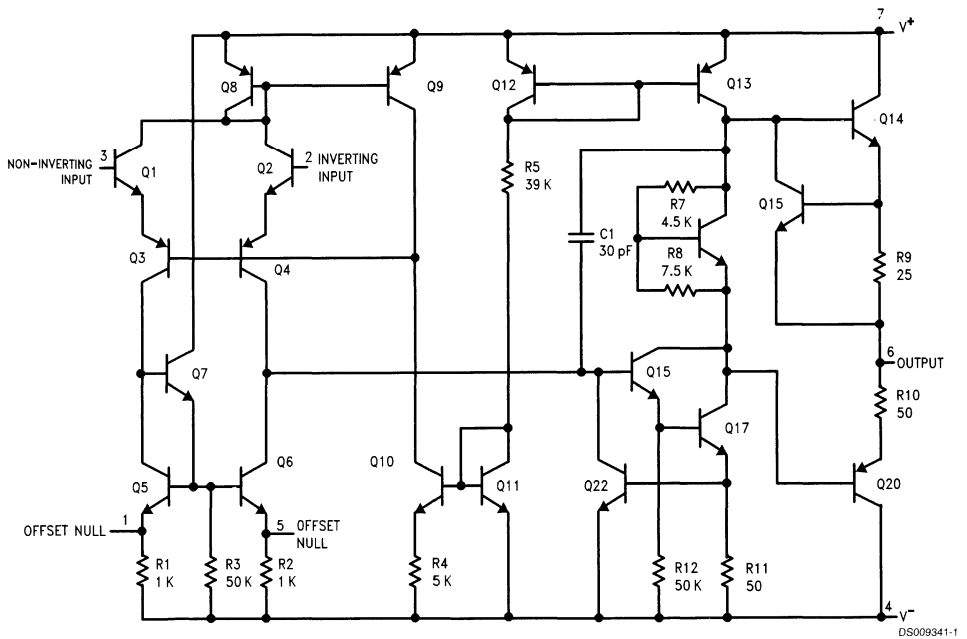 7
V+
Q8
Q9
Q12
Q13
Q14
3
NON-INVERTING
INPUT
Q1
Q2
2 INVERTING
INPUT
R5
39 K
R7
4.5 K
Q15
Q3
Q4
C1
30 pF
R8
7.5 K
R9
25
6
OUTPUT
Q7
Q15
R10
50
Q17
Q5
Q6
Q10
Q11
Q22
Q20
OFFSET NULL
1
5
OFFSET
NULL
R1
1 K
R3
50 K
R2
1 K
R4
5 K
R12
50 K
R11
50
4
V−
DS009341-1